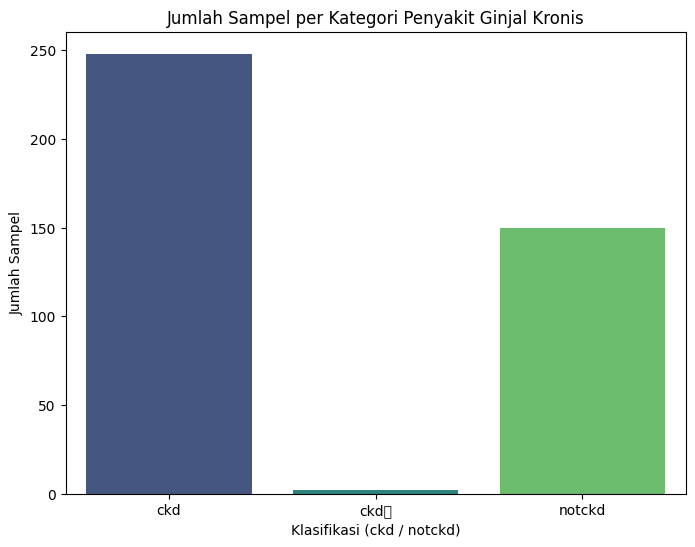 Jumlah Sampel per Kategori Penyakit Ginjal Kronis
Jumlah Sampel
250
200
150
100
50
0
ckd
ckd
notckd
Klasifikasi (ckd / notckd)